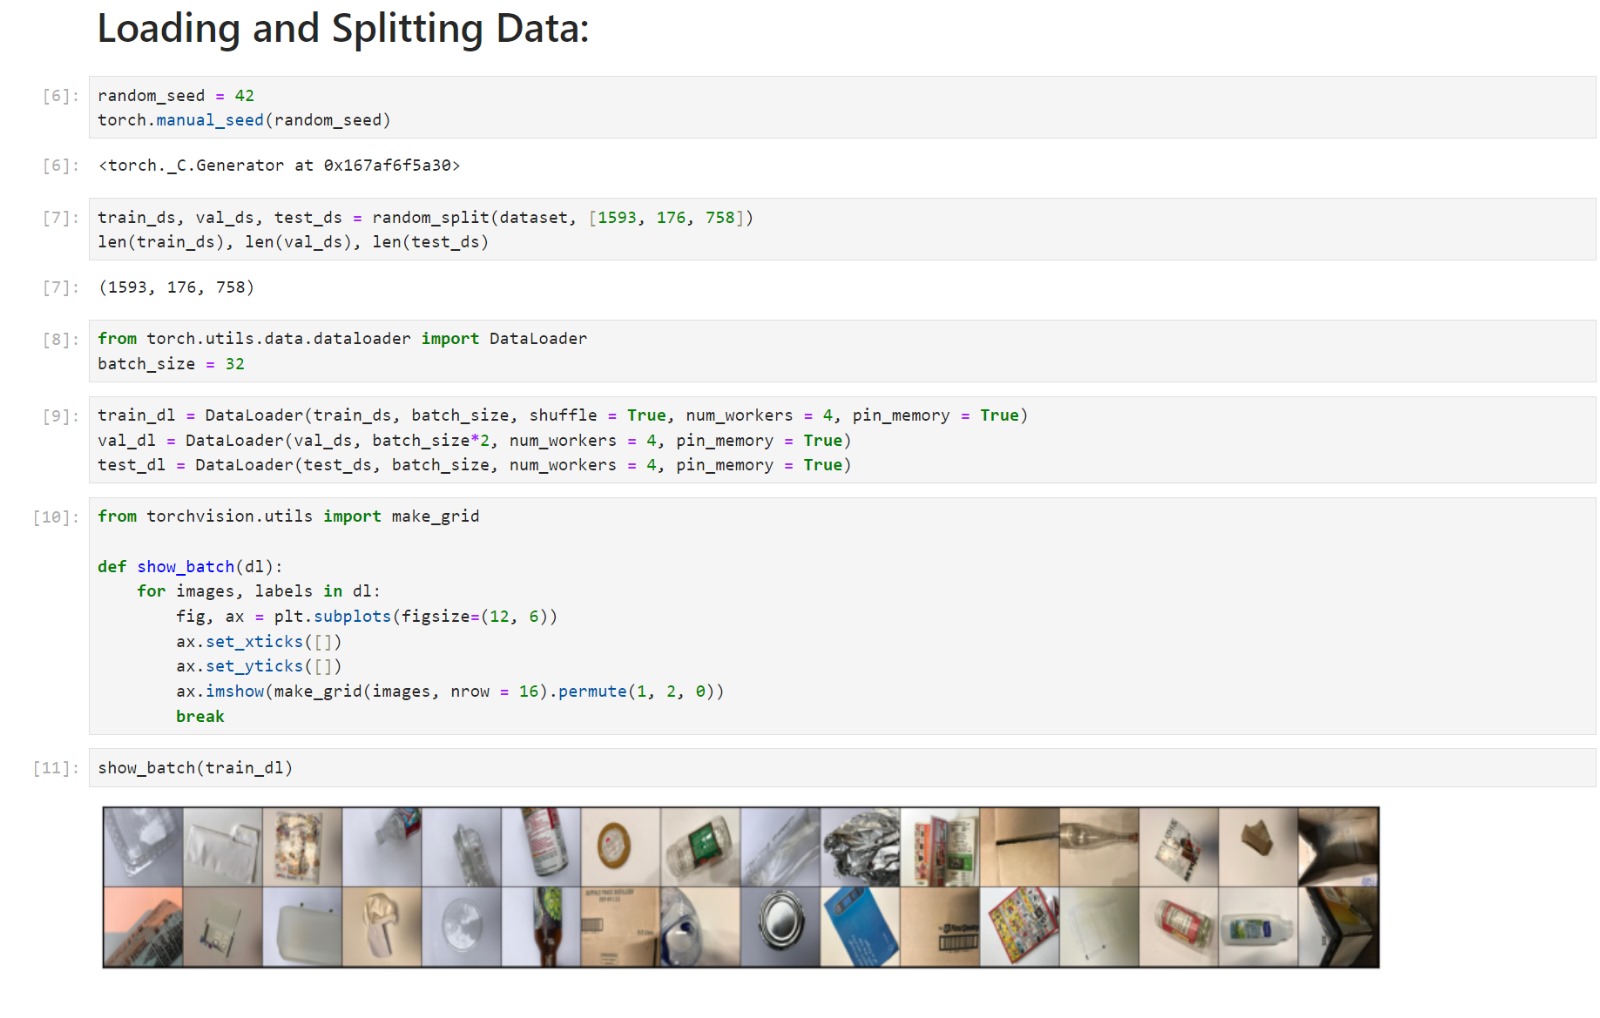 Loading and Splitting Data:
[6]: random_seed = 42
torch.manual_seed(random_seed)
[6]: <torch._C.Generator at 0x167af6f5a30>
[7]: train_ds, val_ds, test_ds = random_split(dataset, [1593, 176, 758])
len(train_ds), len(val_ds), len(test_ds)
[7]: (1593, 176, 758)
[8]: from torch.utils.data.dataloader import DataLoader
batch_size = 32
[9]: train_dl = DataLoader(train_ds, batch_size, shuffle = True, num_workers = 4, pin_memory = True)
val_dl = DataLoader(val_ds, batch_size*2, num_workers = 4, pin_memory = True)
test_dl = DataLoader(test_ds, batch_size, num_workers = 4, pin_memory = True)
[10]: from torchvision.utils import make_grid
def show_batch(dl):
    for images, labels in dl:
        fig, ax = plt.subplots(figsize=(12, 6))
        ax.set_xticks([])
        ax.set_yticks([])
        ax.imshow(make_grid(images, nrow = 16).permute(1, 2, 0))
        break
[11]: show_batch(train_dl)